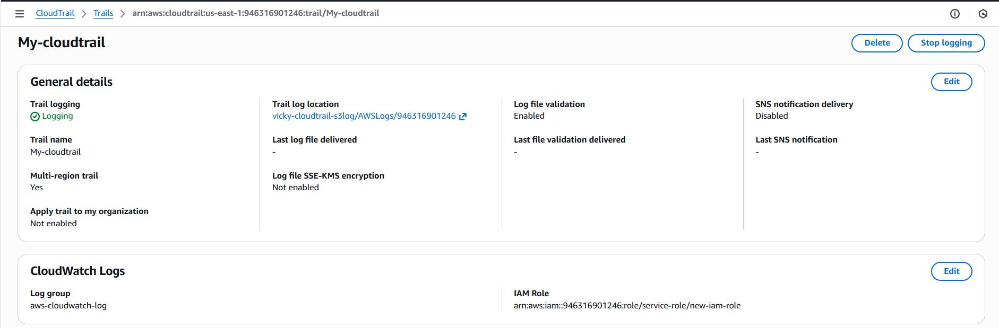 CloudTrail > Trails > arn:aws:cloudtrail:us-east-1:946316901246:trail/My-cloudtrail
My-cloudtrail
Delete
Stop logging
General details
Edit
Trail logging
Logging
Trail name
My-cloudtrail
Multi-region trail
Yes
Apply trail to my organization
Not enabled
Trail log location
vicky-cloudtrail-s3log/AWSLogs/946316901246
Last log file delivered
-
Log file SSE-KMS encryption
Not enabled
Log file validation
Enabled
Last file validation delivered
-
SNS notification delivery
Disabled
Last SNS notification
-
CloudWatch Logs
Edit
Log group
aws-cloudwatch-log
IAM Role
arn:aws:iam::946316901246:role/service-role/new-iam-role